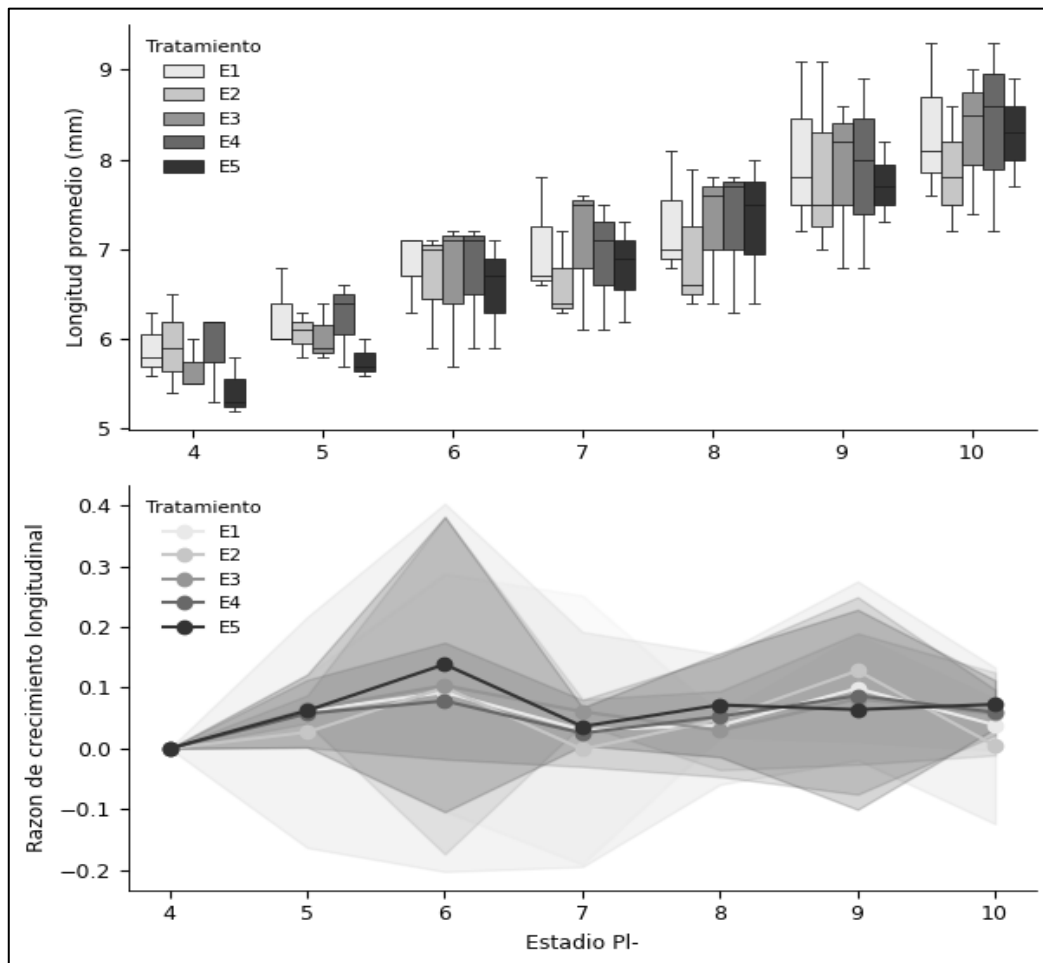 Tratamiento
E1
E2
E3
E4
E5
Longitud promedio (mm)
9
8
7
6
5
4 5 6 7 8 9 10
Tratamiento
E1
E2
E3
E4
E5
Razon de crecimiento longitudinal
0.4
0.3
0.2
0.1
0.0
−0.1
−0.2
4 5 6 7 8 9 10
Estadio Pl-